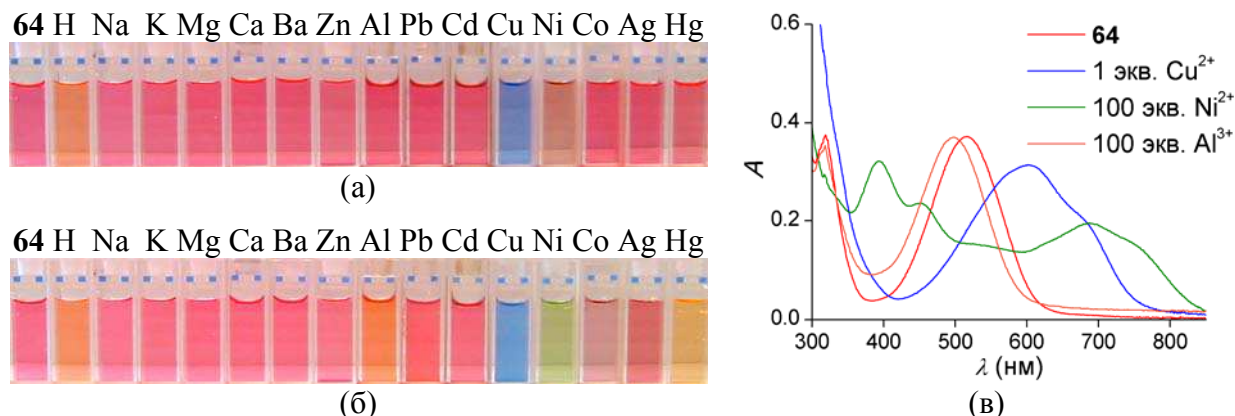 64 H Na K Mg Ca Ba Zn Al Pb Cd Cu Ni Co Ag Hg
(а)
64 H Na K Mg Ca Ba Zn Al Pb Cd Cu Ni Co Ag Hg
(б)
0.6
0.4
0.2
0.0
A
300 400 500 600 700 800
λ (нм)
64
1 экв. Cu²⁺
100 экв. Ni²⁺
100 экв. Al³⁺
(в)